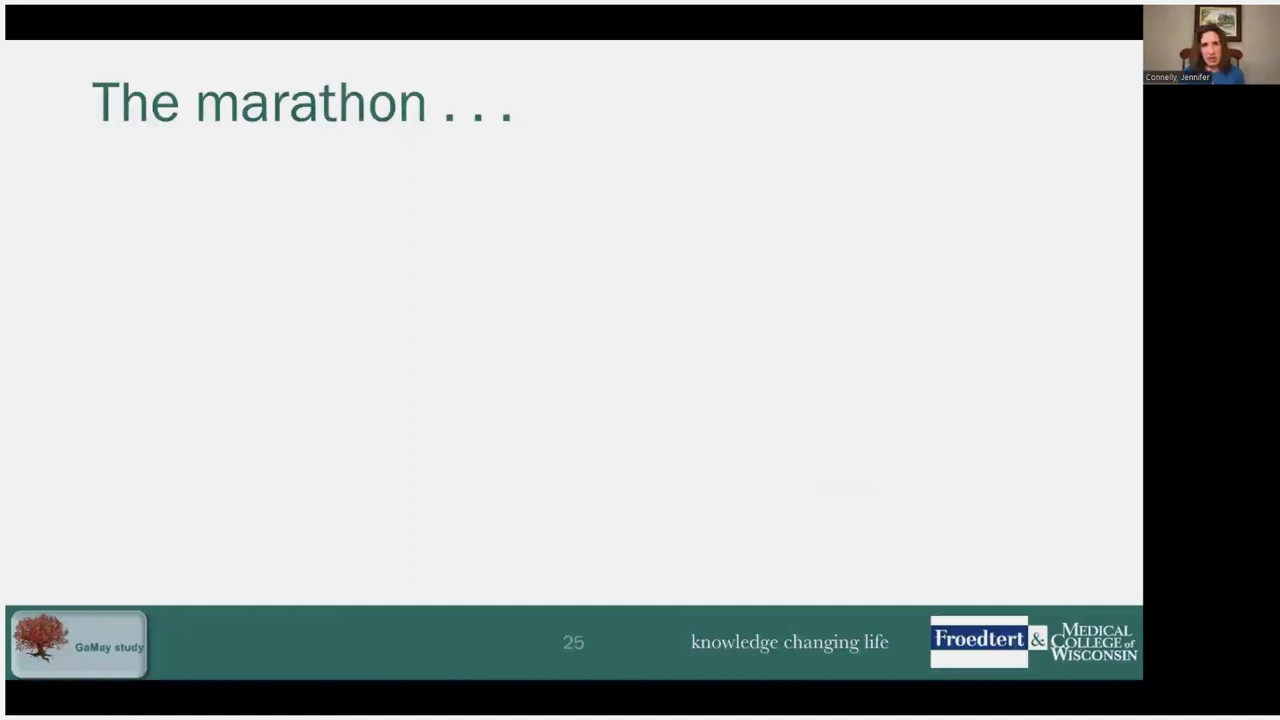 The marathon . . .
Connelly, Jennifer
GaMay study
25
knowledge changing life
Froedtert & MEDICAL
COLLEGE of
WISCONSIN